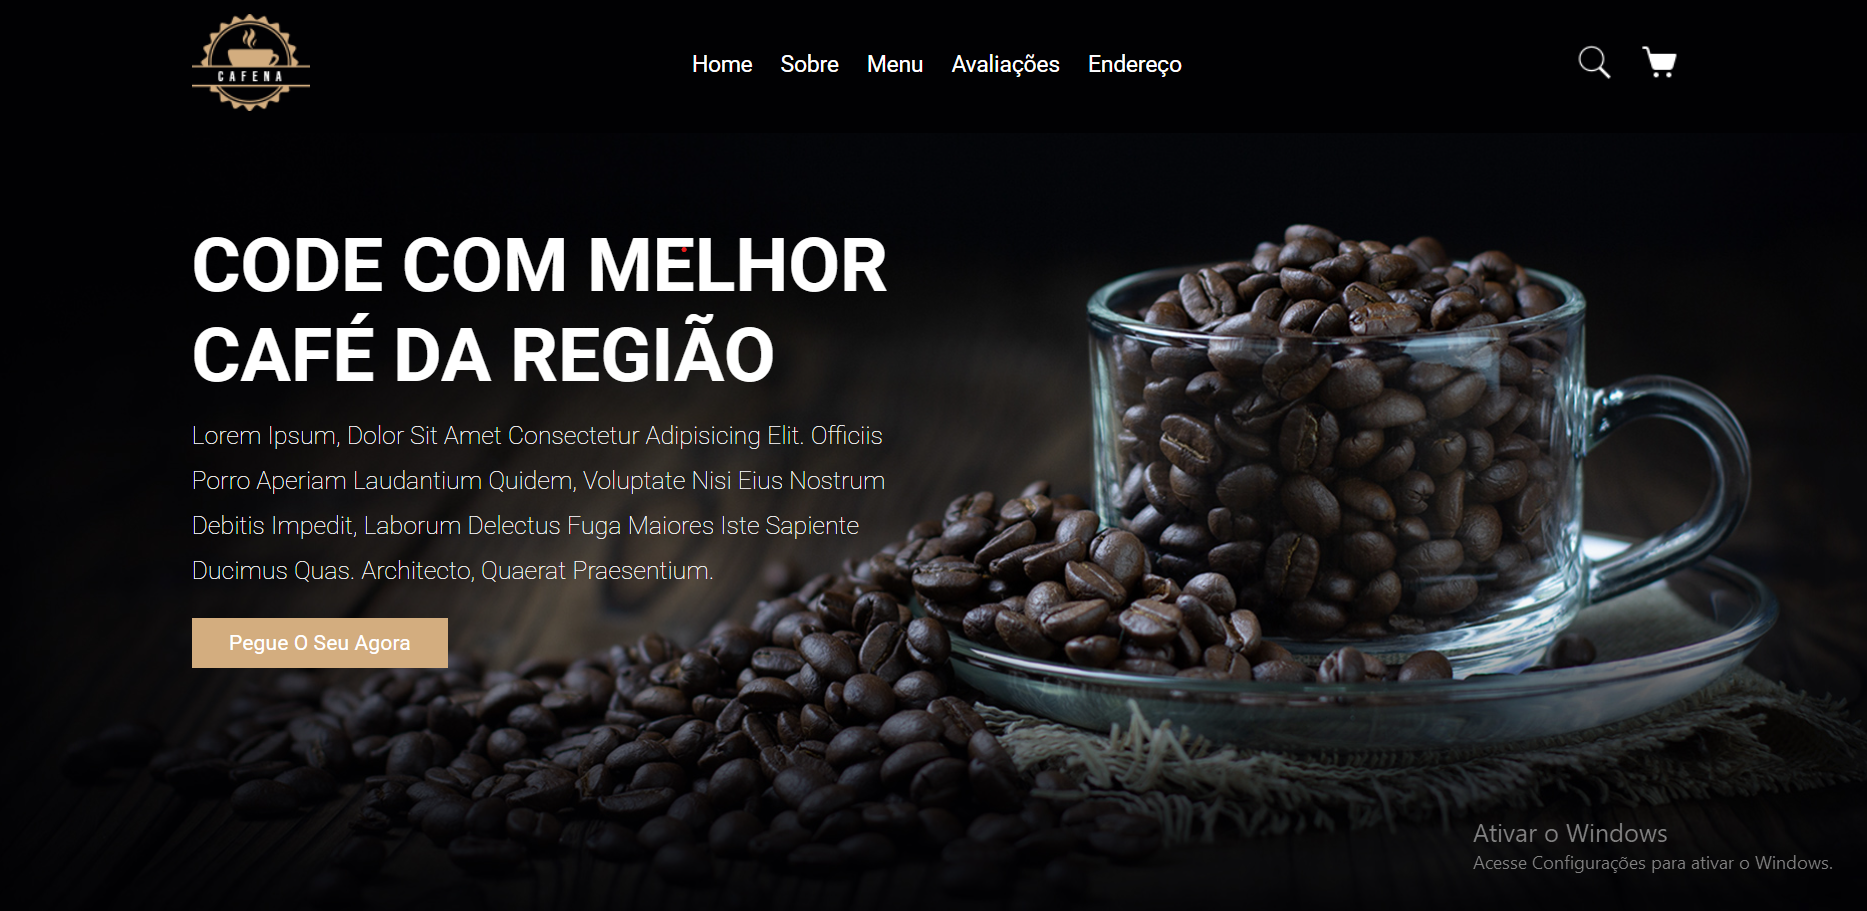 CAFENA
Home Sobre Menu Avaliações Endereço
CODE COM MELHOR
CAFÉ DA REGIÃO
Lorem Ipsum, Dolor Sit Amet Consectetur Adipisicing Elit. Officiis
Porro Aperiam Laudantium Quidem, Voluptate Nisi Eius Nostrum
Debitis Impedit, Laborum Delectus Fuga Maiores Iste Sapiente
Ducimus Quas. Architecto, Quaerat Praesentium.
Pegue O Seu Agora
Ativar o Windows
Acesse Configurações para ativar o Windows.